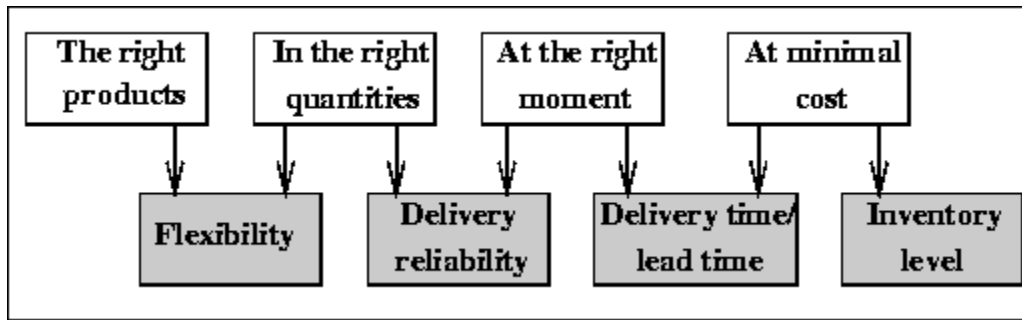 The right
products
In the right
quantities
At the right
moment
At minimal
cost
Flexibility
Delivery
reliability
Delivery time/
lead time
Inventory
level